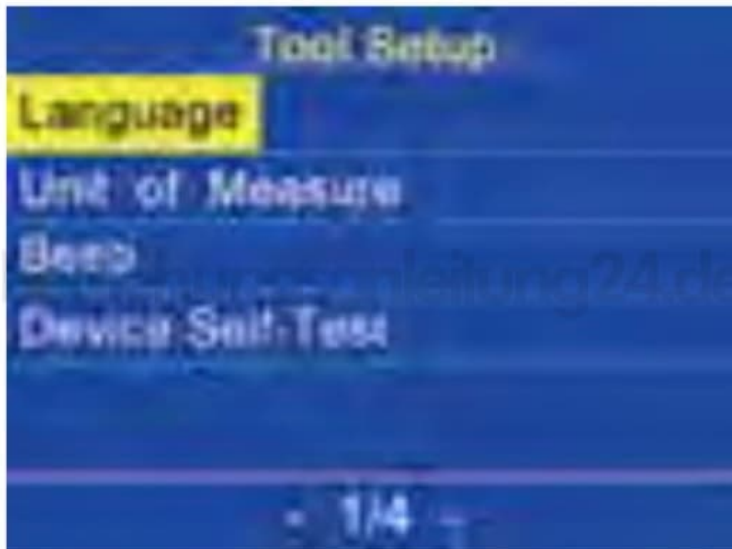 Tool Setup
Language
Unit of Measure
Beep
Device Self-Test
- 1/4 -